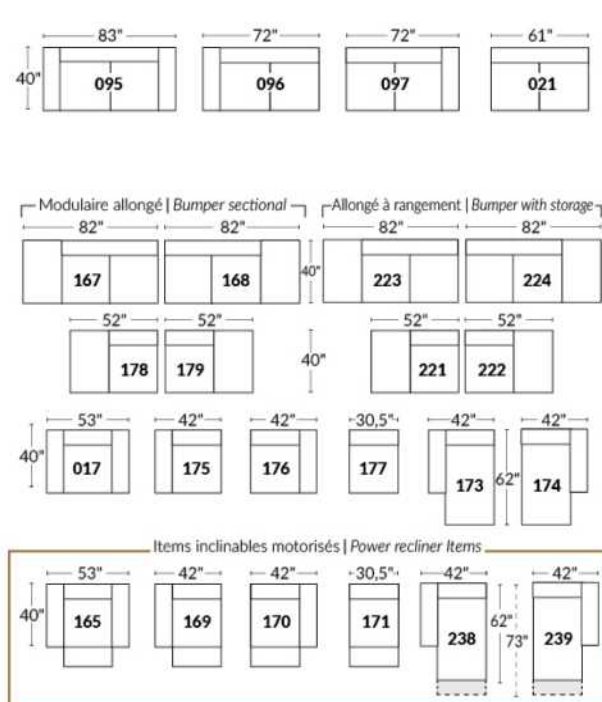 83" 72" 72" 61"
40" 095 096 097 021
Modulaire allongé | Bumper sectional Allongé à rangement | Bumper with storage
82" 82" 82" 82"
167 168 40" 223 224
52" 52" 52" 52"
178 179 40" 221 222
53" 42" 42" 30,5" 42" 42"
40" 017 175 176 177 173 62" 174
Items inclinables motorisés | Power recliner Items
53" 42" 42" 30,5" 42" 42"
40" 165 169 170 171 238 62" 73" 239